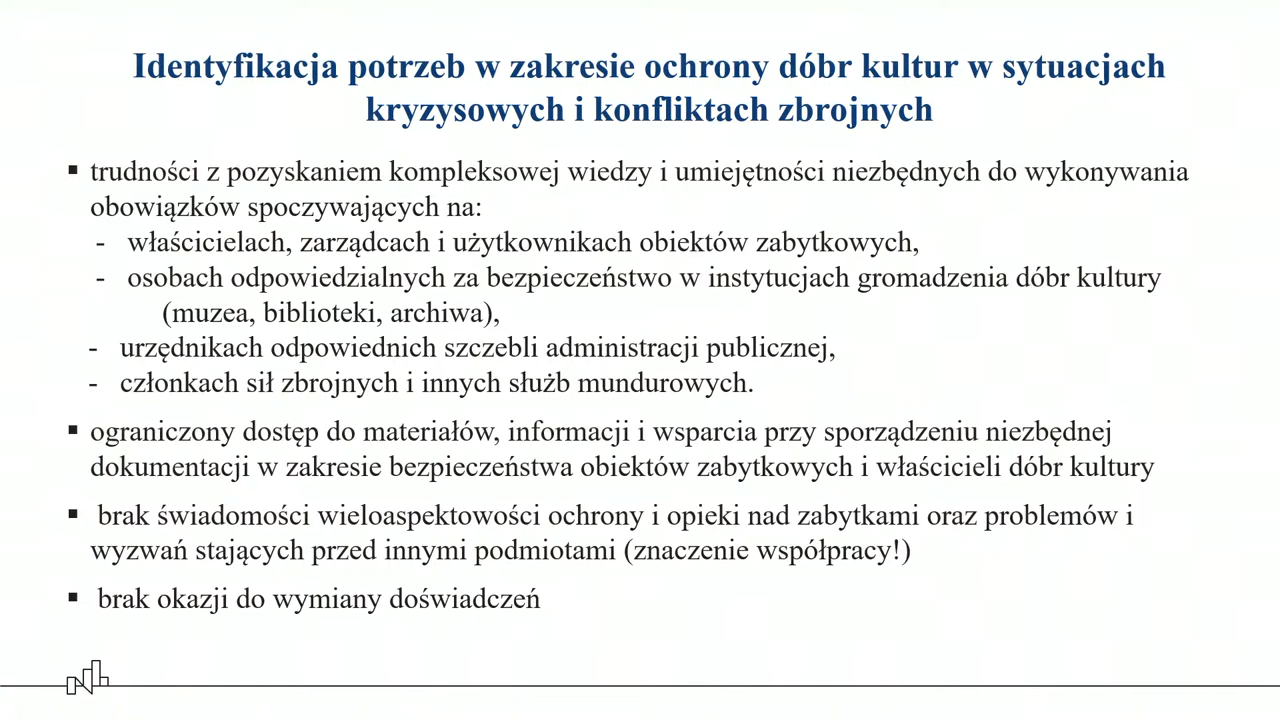 Identyfikacja potrzeb w zakresie ochrony dóbr kultur w sytuacjach
kryzysowych i konfliktach zbrojnych
▪ trudności z pozyskaniem kompleksowej wiedzy i umiejętności niezbędnych do wykonywania
obowiązków spoczywających na:
- właścicielach, zarządcach i użytkownikach obiektów zabytkowych,
- osobach odpowiedzialnych za bezpieczeństwo w instytucjach gromadzenia dóbr kultury
(muzea, biblioteki, archiwa),
- urzędnikach odpowiednich szczebli administracji publicznej,
- członkach sił zbrojnych i innych służb mundurowych.
▪ ograniczony dostęp do materiałów, informacji i wsparcia przy sporządzeniu niezbędnej
dokumentacji w zakresie bezpieczeństwa obiektów zabytkowych i właścicieli dóbr kultury
▪ brak świadomości wieloaspektowości ochrony i opieki nad zabytkami oraz problemów i
wyzwań stających przed innymi podmiotami (znaczenie współpracy!)
▪ brak okazji do wymiany doświadczeń